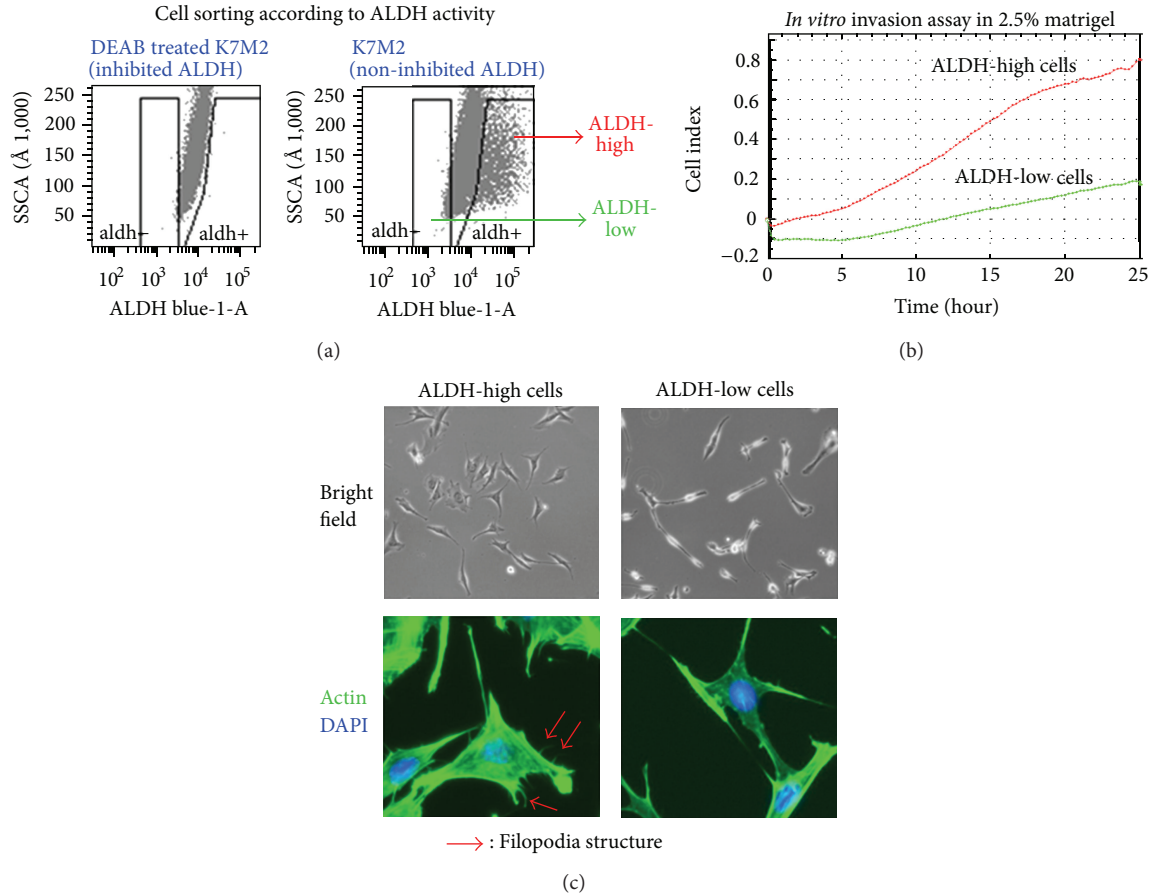 Cell sorting according to ALDH activity
DEAB treated K7M2
(inhibited ALDH)
K7M2
(non-inhibited ALDH)
SSCA (Å 1,000)
250
200
150
100
50
aldh−
aldh+
10²
10³
10⁴
10⁵
ALDH blue-1-A
SSCA (Å 1,000)
250
200
150
100
50
aldh−
aldh+
10²
10³
10⁴
10⁵
ALDH blue-1-A
ALDH-
high
ALDH-
low
(a)
In vitro invasion assay in 2.5% matrigel
Cell index
0.8
0.6
0.4
0.2
0
−0.2
ALDH-high cells
ALDH-low cells
0
5
10
15
20
25
Time (hour)
(b)
ALDH-high cells
ALDH-low cells
Bright
field
Actin
DAPI
: Filopodia structure
(c)